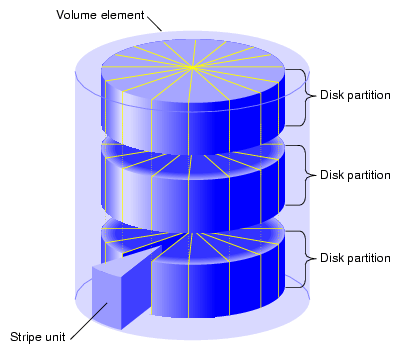 Volume element
Disk partition
Disk partition
Disk partition
Stripe unit